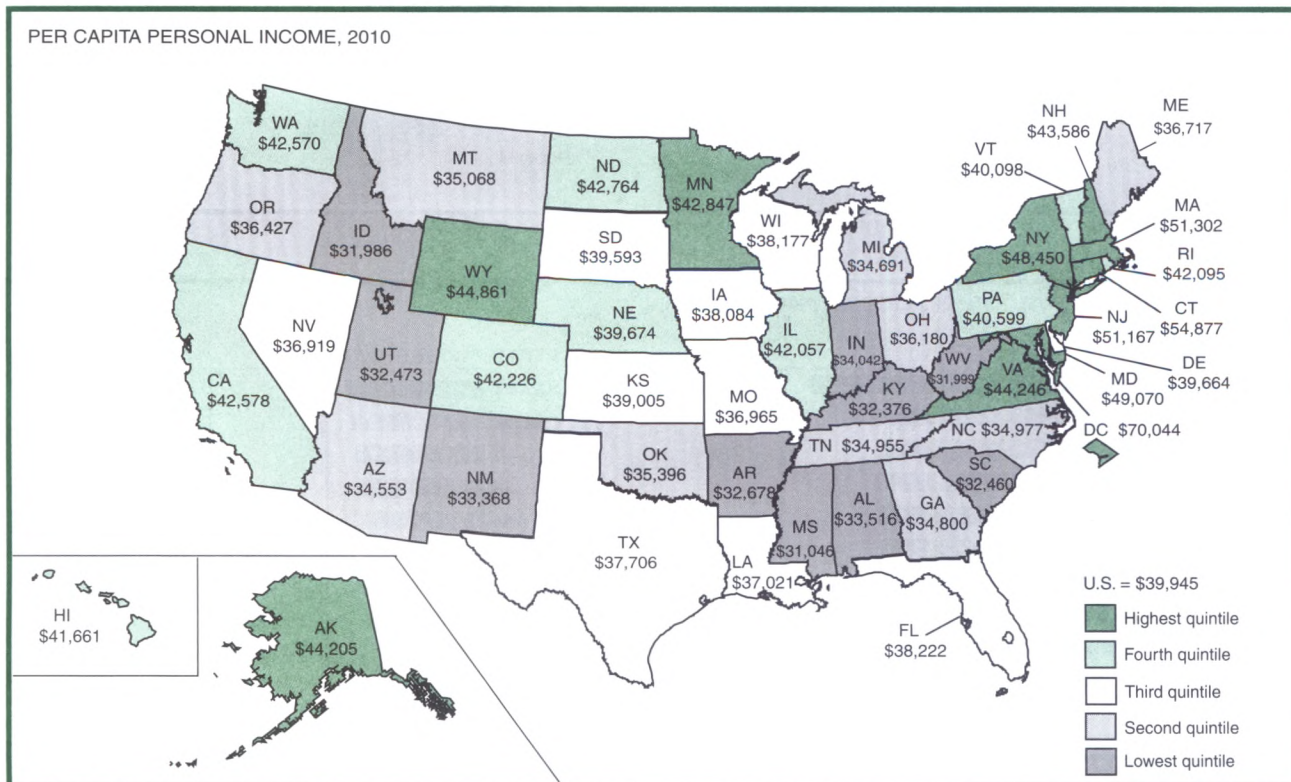 PER CAPITA PERSONAL INCOME, 2010
WA
$42,570
OR
$36,427
CA
$42,578
NV
$36,919
ID
$31,986
MT
$35,068
WY
$44,861
UT
$32,473
CO
$42,226
AZ
$34,553
NM
$33,368
ND
$42,764
SD
$39,593
NE
$39,674
KS
$39,005
OK
$35,396
TX
$37,706
MN
$42,847
IA
$38,084
MO
$36,965
AR
$32,678
LA
$37,021
WI
$38,177
IL
$42,057
MI
$34,691
IN
$34,042
OH
$36,180
KY
$32,376
TN $34,955
MS
$31,046
AL
$33,516
GA
$34,800
FL
$38,222
SC
$32,460
NC $34,977
WV
$31,999
VA
$44,246
PA
$40,599
NY
$48,450
VT
$40,098
NH
$43,586
ME
$36,717
MA
$51,302
RI
$42,095
CT
$54,877
NJ
$51,167
DE
$39,664
MD
$49,070
DC $70,044
HI
$41,661
AK
$44,205
U.S. = $39,945
Highest quintile
Fourth quintile
Third quintile
Second quintile
Lowest quintile